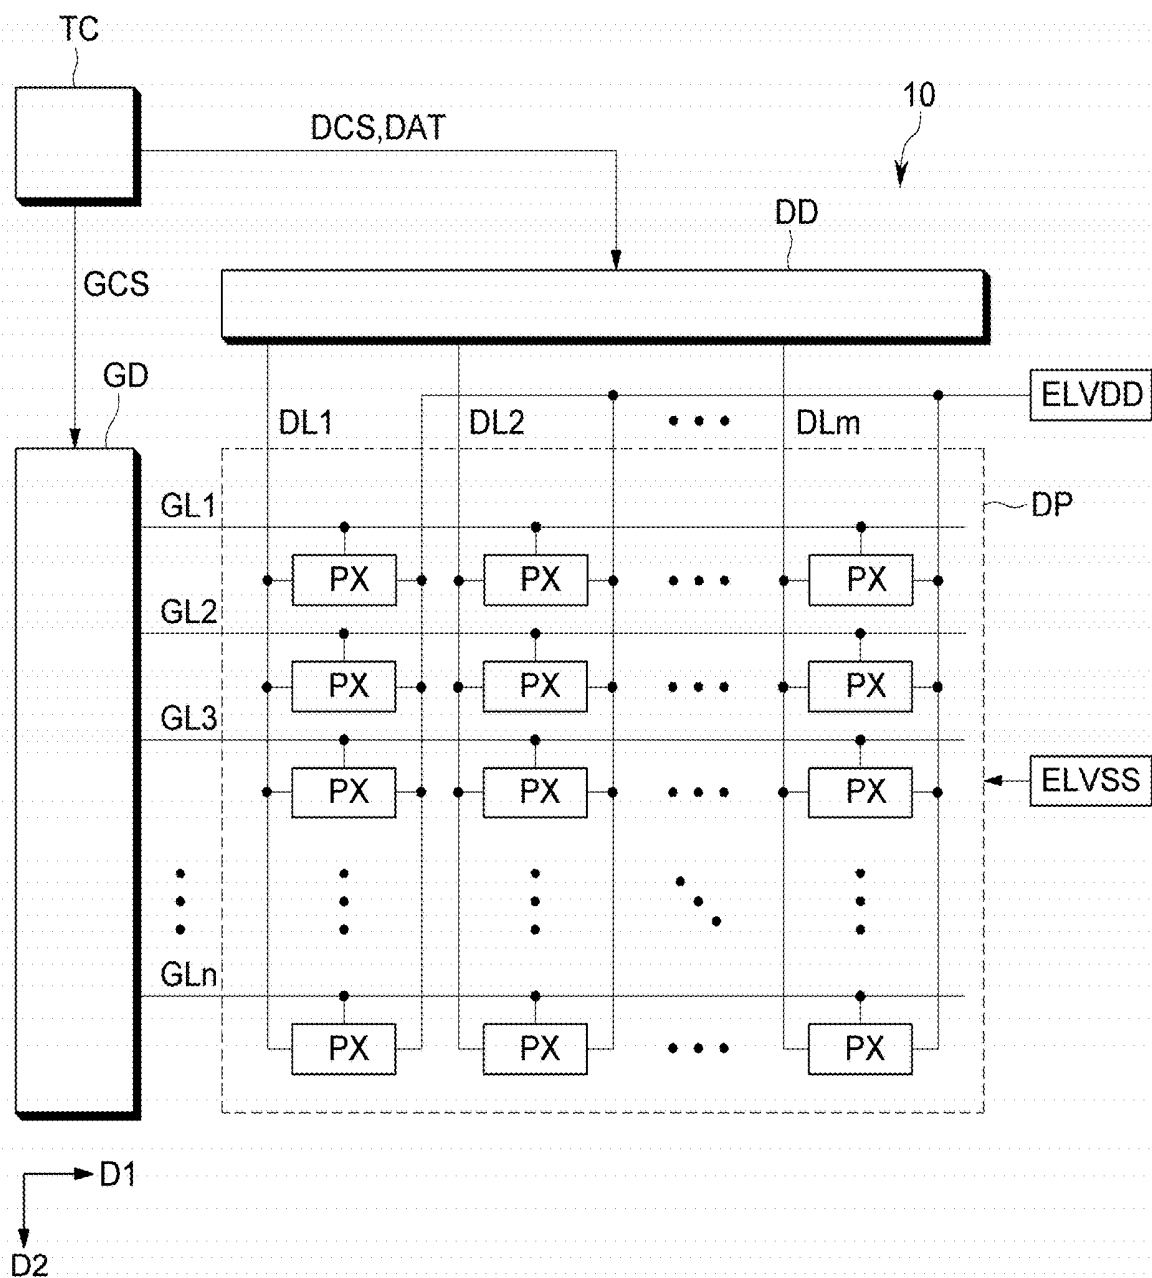 TC
10
DCS,DAT
DD
GCS
GD
ELVDD
DL1 DL2 DLm
GL1
DP
PX PX PX
GL2
PX PX PX
GL3
PX PX PX
ELVSS
GLn
PX PX PX
D1
D2